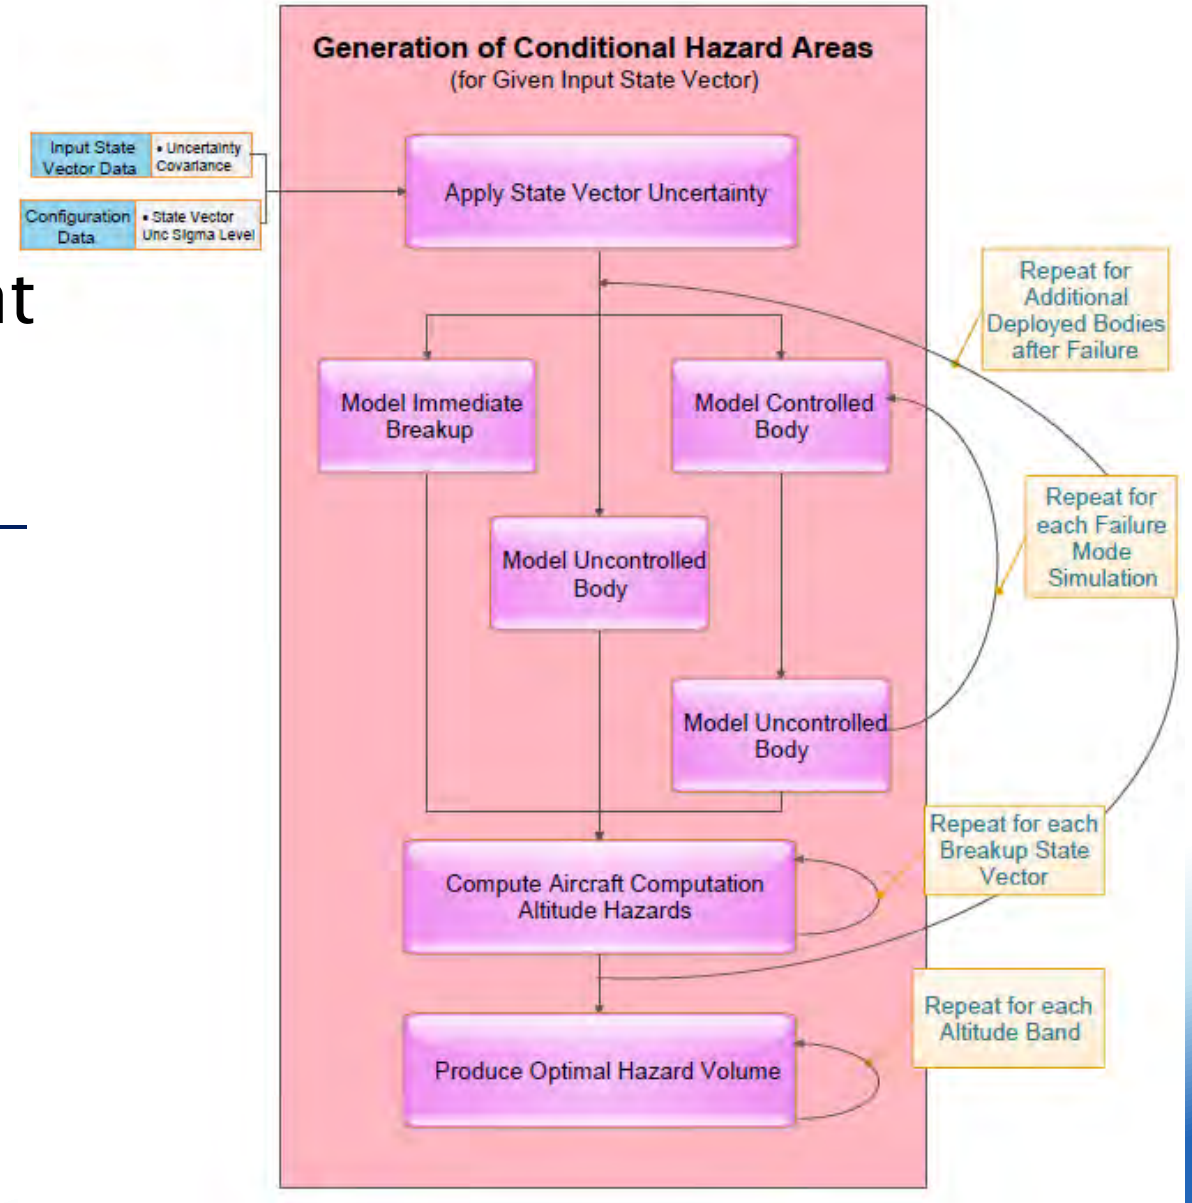 Generation of Conditional Hazard Areas
(for Given Input State Vector)
Input State
Vector Data
• Uncertainty
Covariance
Configuration
Data
• State Vector
Unc Sigma Level
Apply State Vector Uncertainty
Repeat for
Additional
Deployed Bodies
after Failure
Model Immediate
Breakup
Model Controlled
Body
Repeat for
each Failure
Mode
Simulation
Model Uncontrolled
Body
Model Uncontrolled
Body
Repeat for each
Breakup State
Vector
Compute Aircraft Computation
Altitude Hazards
Repeat for each
Altitude Band
Produce Optimal Hazard Volume